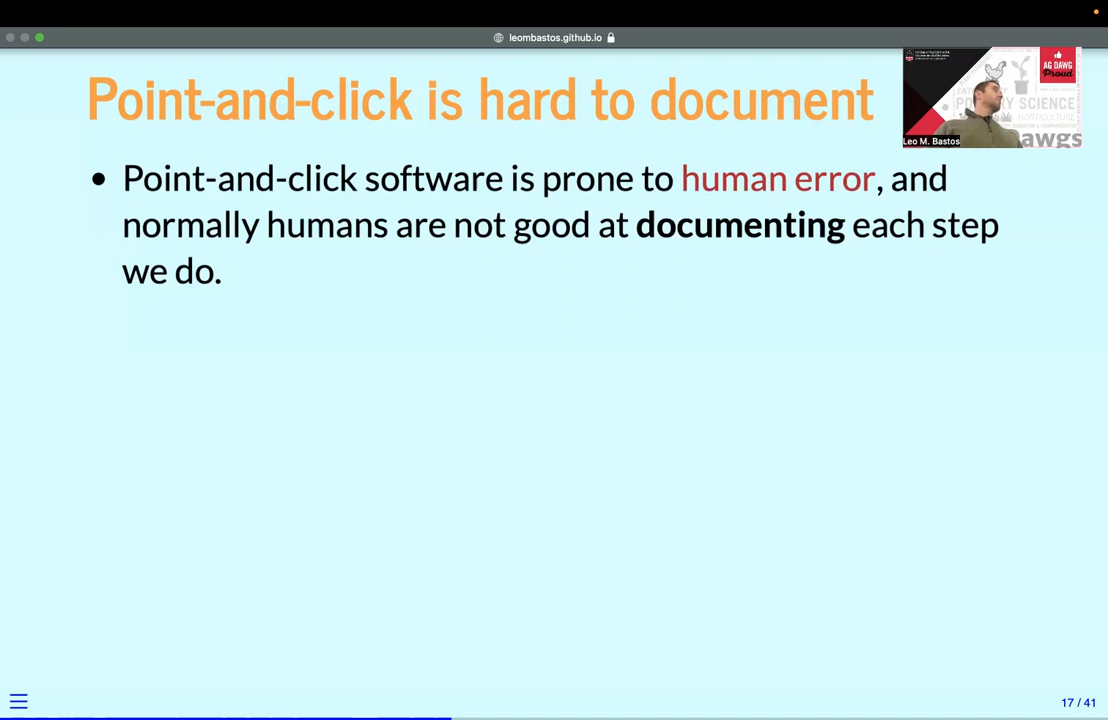 leombastos.github.io
Point-and-click is hard to document
AG DAWG
Proud
SCIENCE
HORTICULTURE
awgs
Leo M. Bastos
• Point-and-click software is prone to human error, and
normally humans are not good at documenting each step
we do.
17 / 41